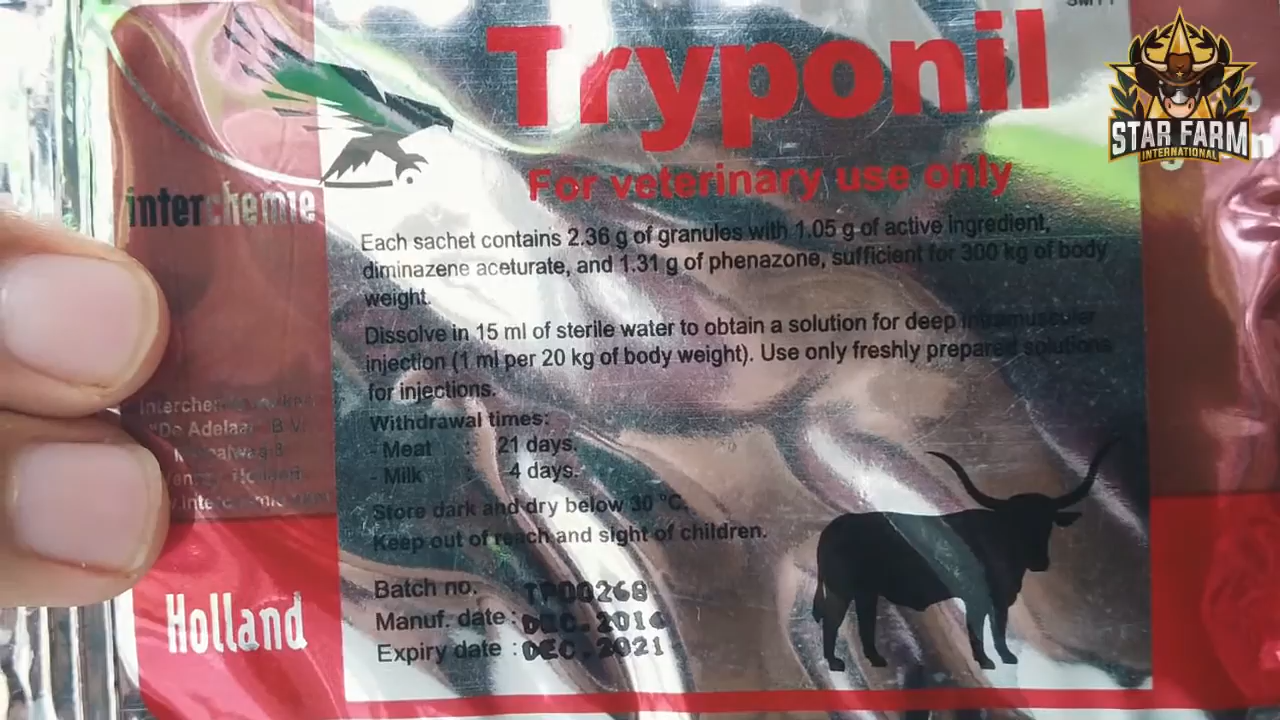 Tryponil
For veterinary use only
STAR FARM
INTERNATIONAL
interchemie
Each sachet contains 2.36 g of granules with 1.05 g of active ingredient,
diminazene aceturate, and 1.31 g of phenazone, sufficient for 300 kg of body
weight.
Dissolve in 15 ml of sterile water to obtain a solution for deep intramuscular
injection (1 ml per 20 kg of body weight). Use only freshly prepared solutions
for injections.
Withdrawal times:
- Meat : 21 days.
- Milk : 4 days.
Store dark and dry below 30 °C.
Keep out of reach and sight of children.
"De Adelaar" B.V.
Holland
Batch no. TP00268
Manuf. date : DEC.2016
Expiry date : DEC.2021
Holland